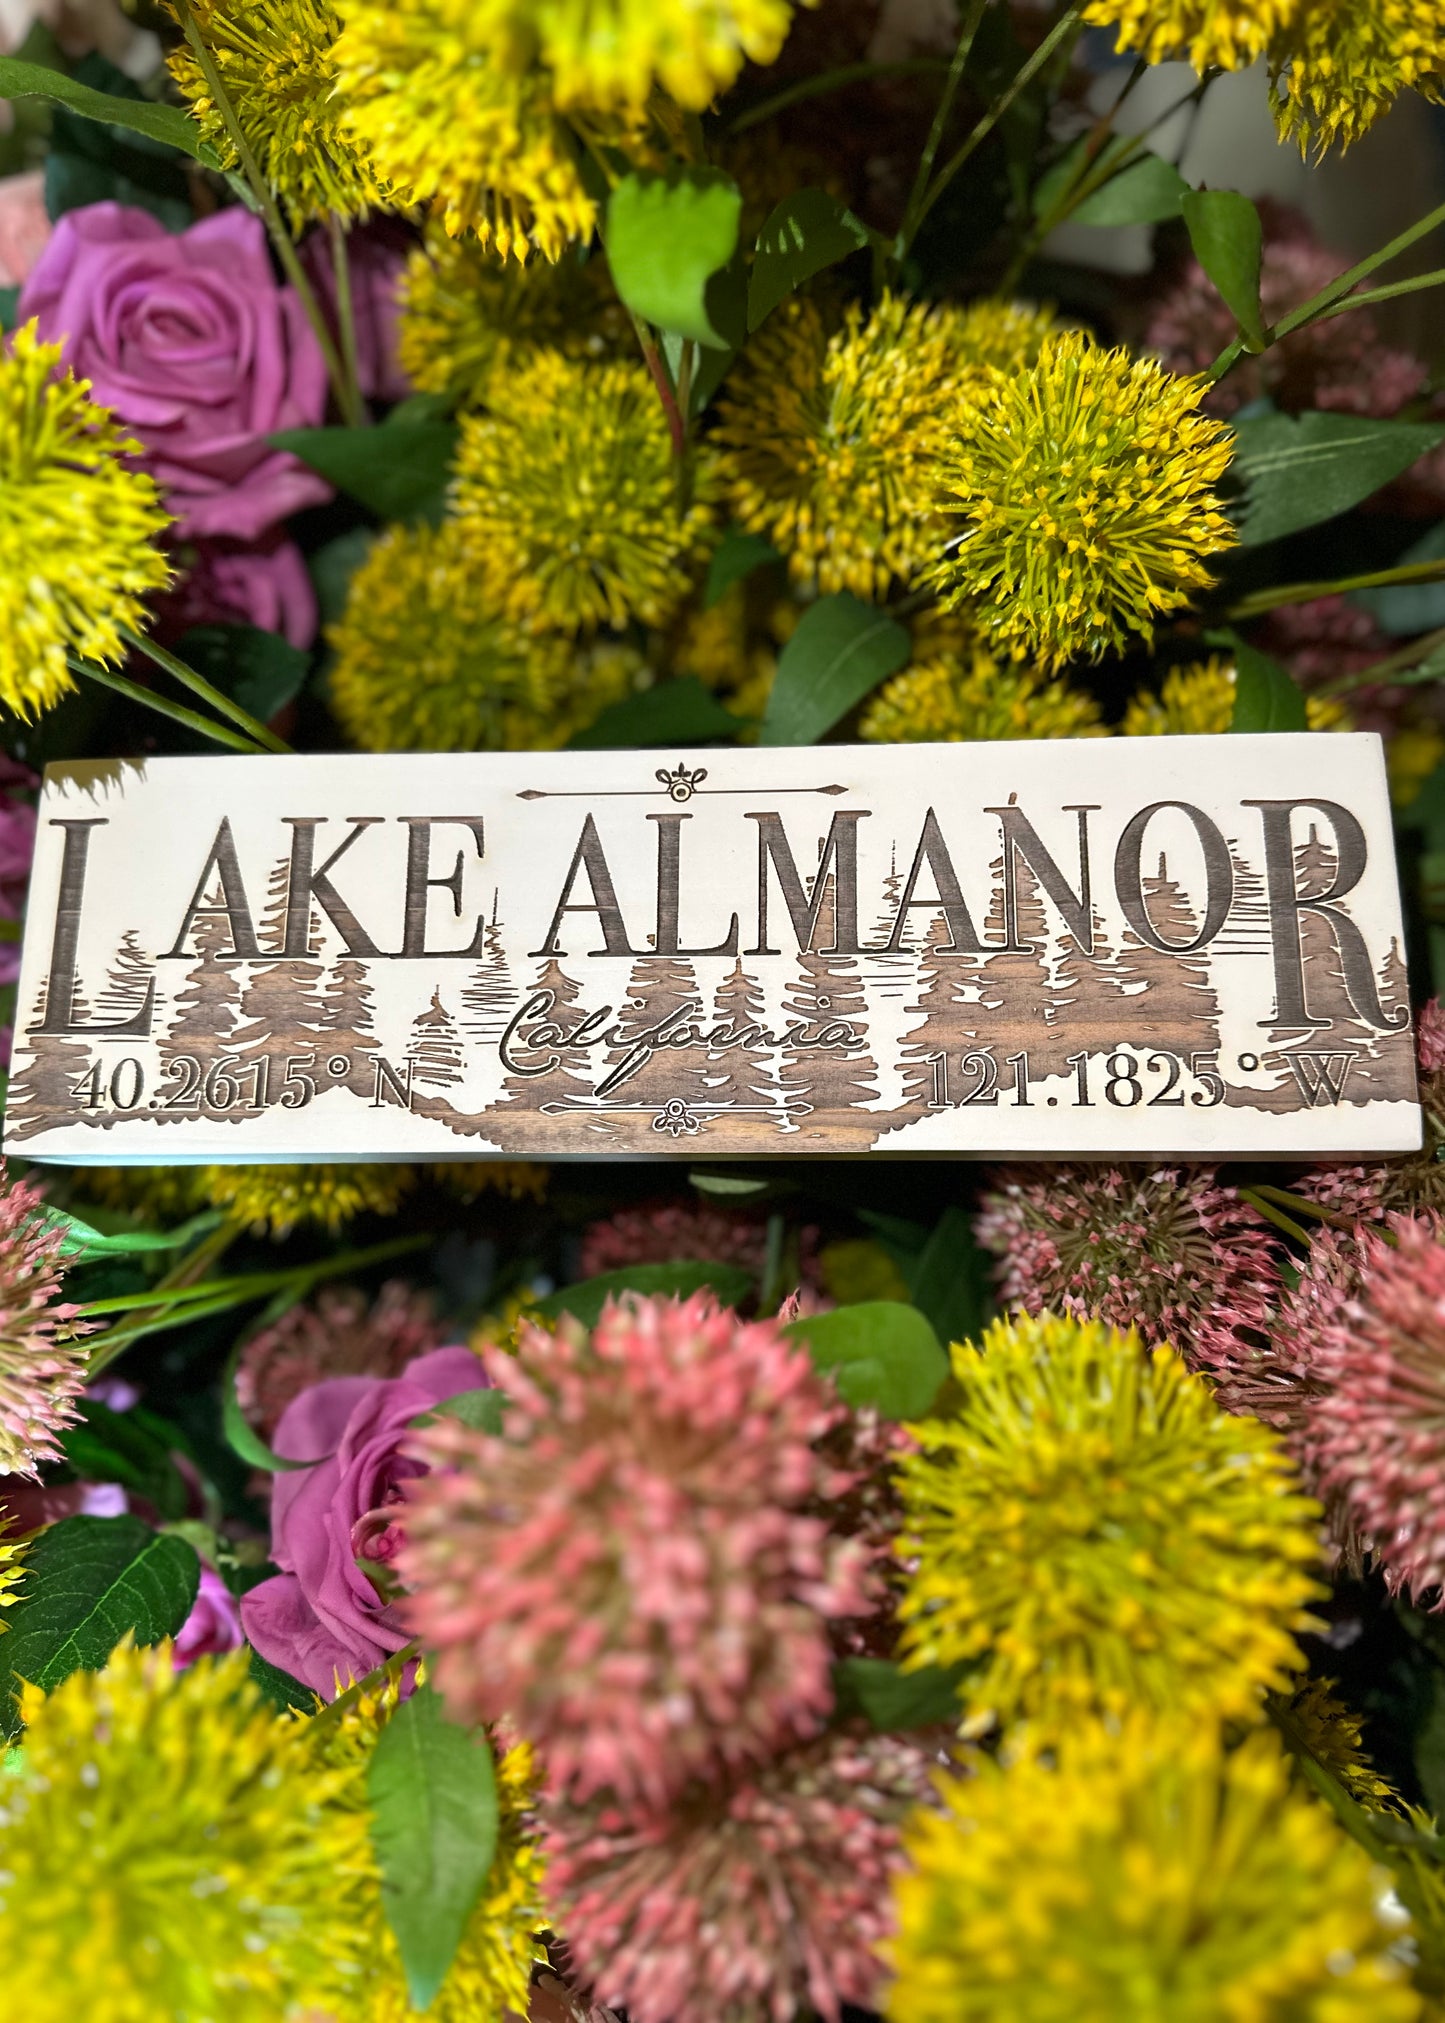 LAKE ALMANOR
California
40.2615° N 121.1825° W